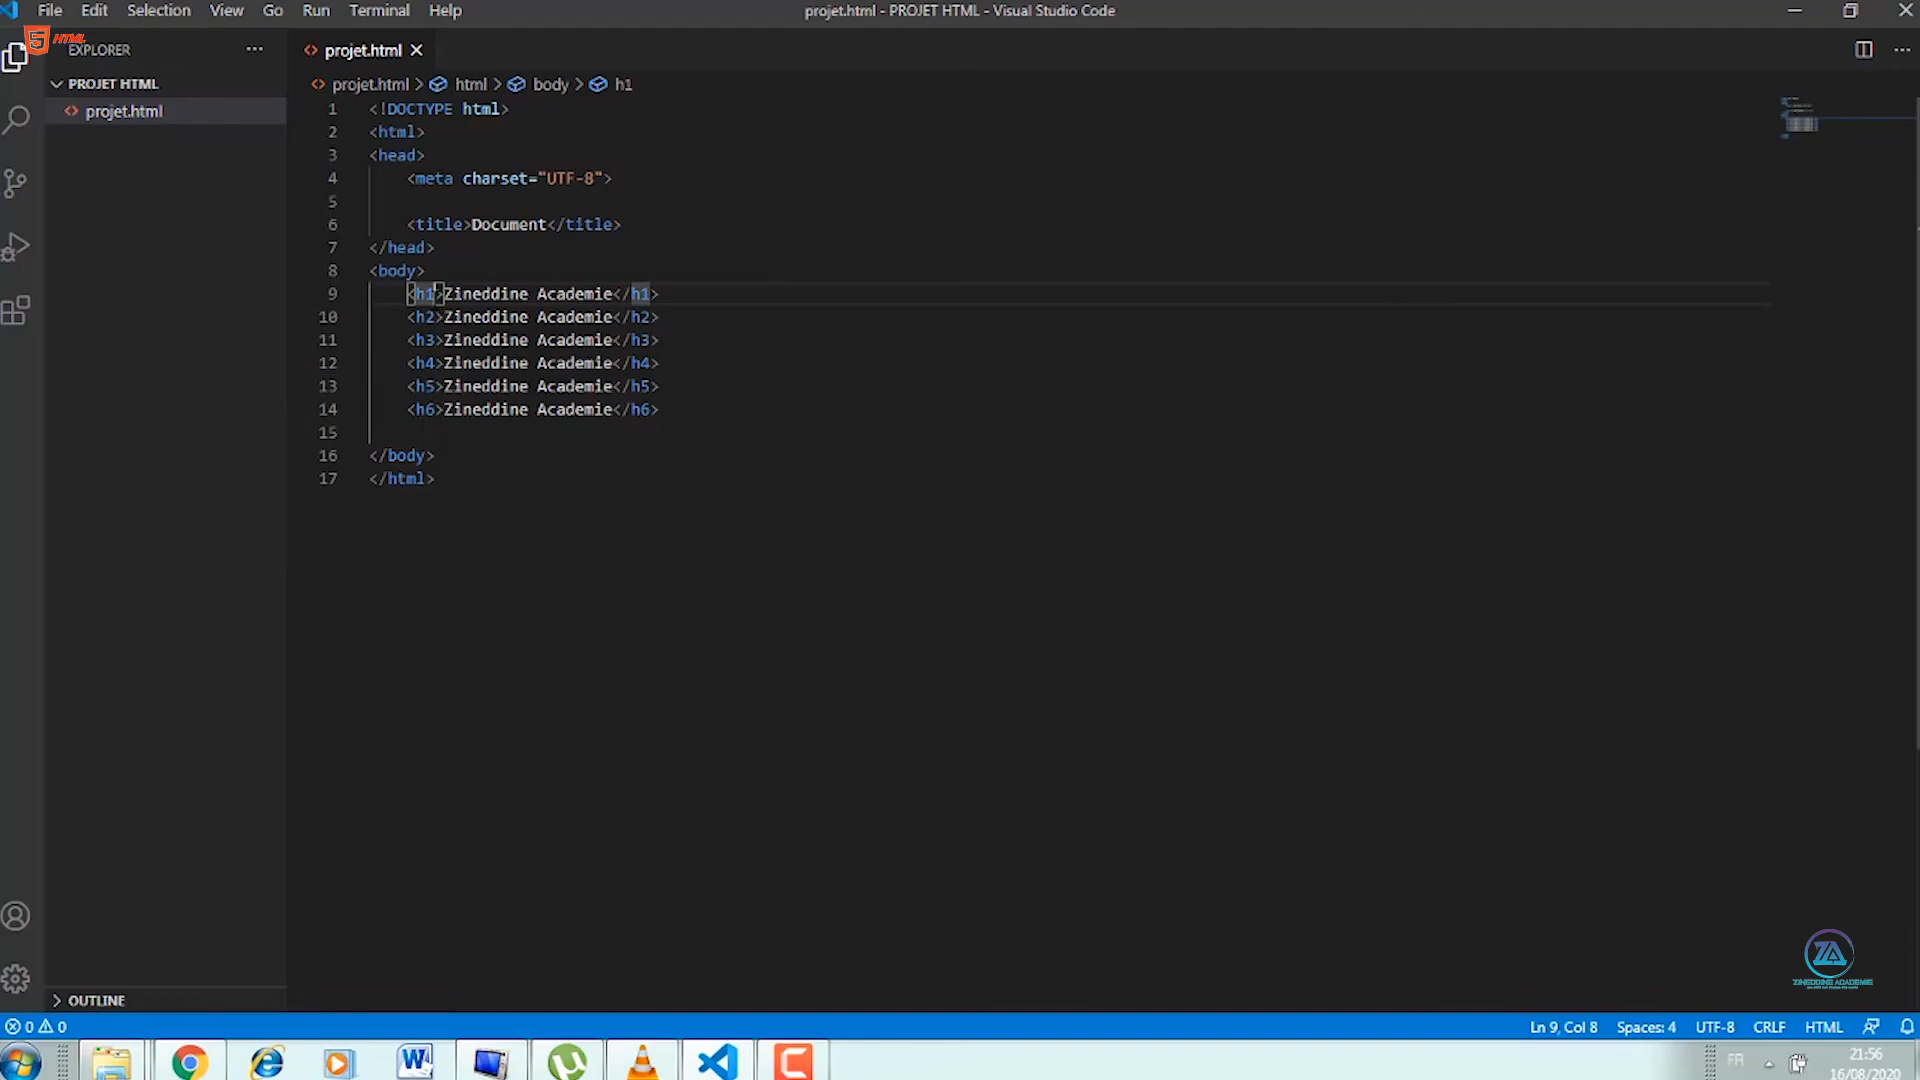 File Edit Selection View Go Run Terminal Help
projet.html - PROJET HTML - Visual Studio Code
HTML
EXPLORER
PROJET HTML
projet.html
projet.html
projet.html > html > body > h1
1 <!DOCTYPE html>
2 <html>
3 <head>
4 <meta charset="UTF-8">
5
6 <title>Document</title>
7 </head>
8 <body>
9 <h1>Zineddine Academie</h1>
10 <h2>Zineddine Academie</h2>
11 <h3>Zineddine Academie</h3>
12 <h4>Zineddine Academie</h4>
13 <h5>Zineddine Academie</h5>
14 <h6>Zineddine Academie</h6>
15
16 </body>
17 </html>
ZA
ZINEDDINE ACADEMIE
OUTLINE
0 0
Ln 9, Col 8 Spaces: 4 UTF-8 CRLF HTML
FR
21:56
16/08/2020